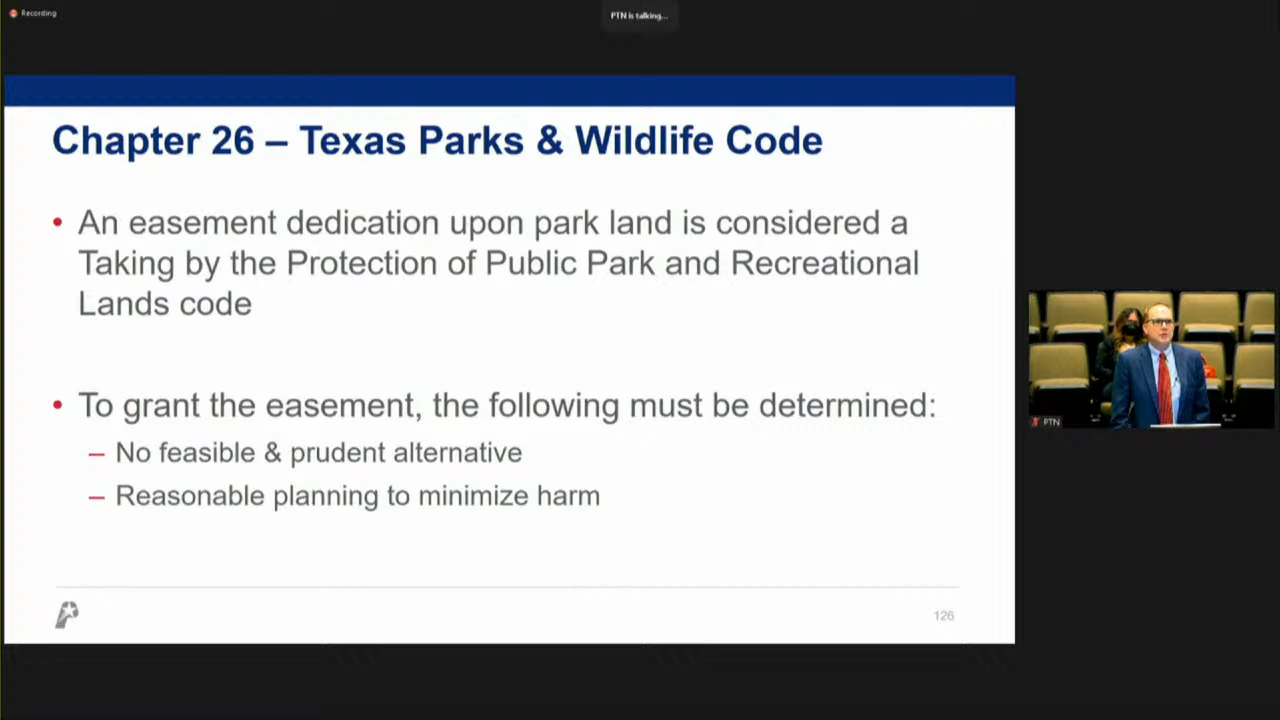 Recording
PTN is talking...
Chapter 26 – Texas Parks & Wildlife Code
• An easement dedication upon park land is considered a
Taking by the Protection of Public Park and Recreational
Lands code
• To grant the easement, the following must be determined:
– No feasible & prudent alternative
– Reasonable planning to minimize harm
126
PTN